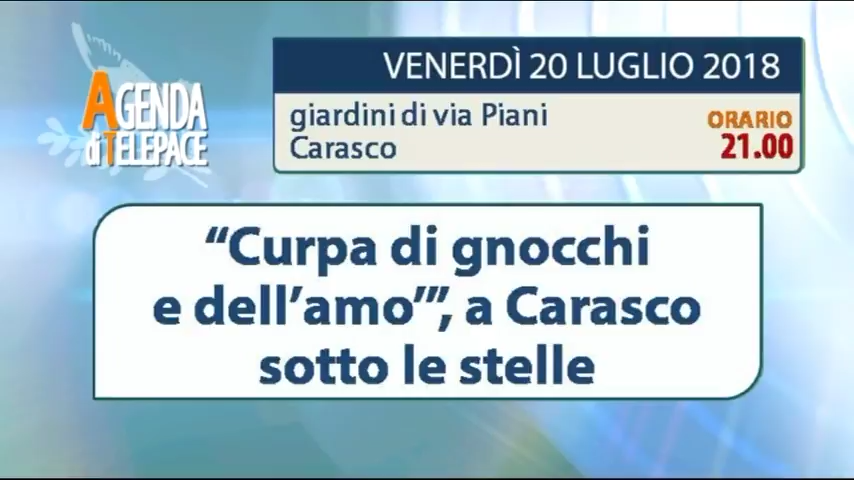 AGENDA
di TELEPACE
VENERDÌ 20 LUGLIO 2018
giardini di via Piani
Carasco
ORARIO
21.00
“Curpa di gnocchi
e dell’amo’”, a Carasco
sotto le stelle